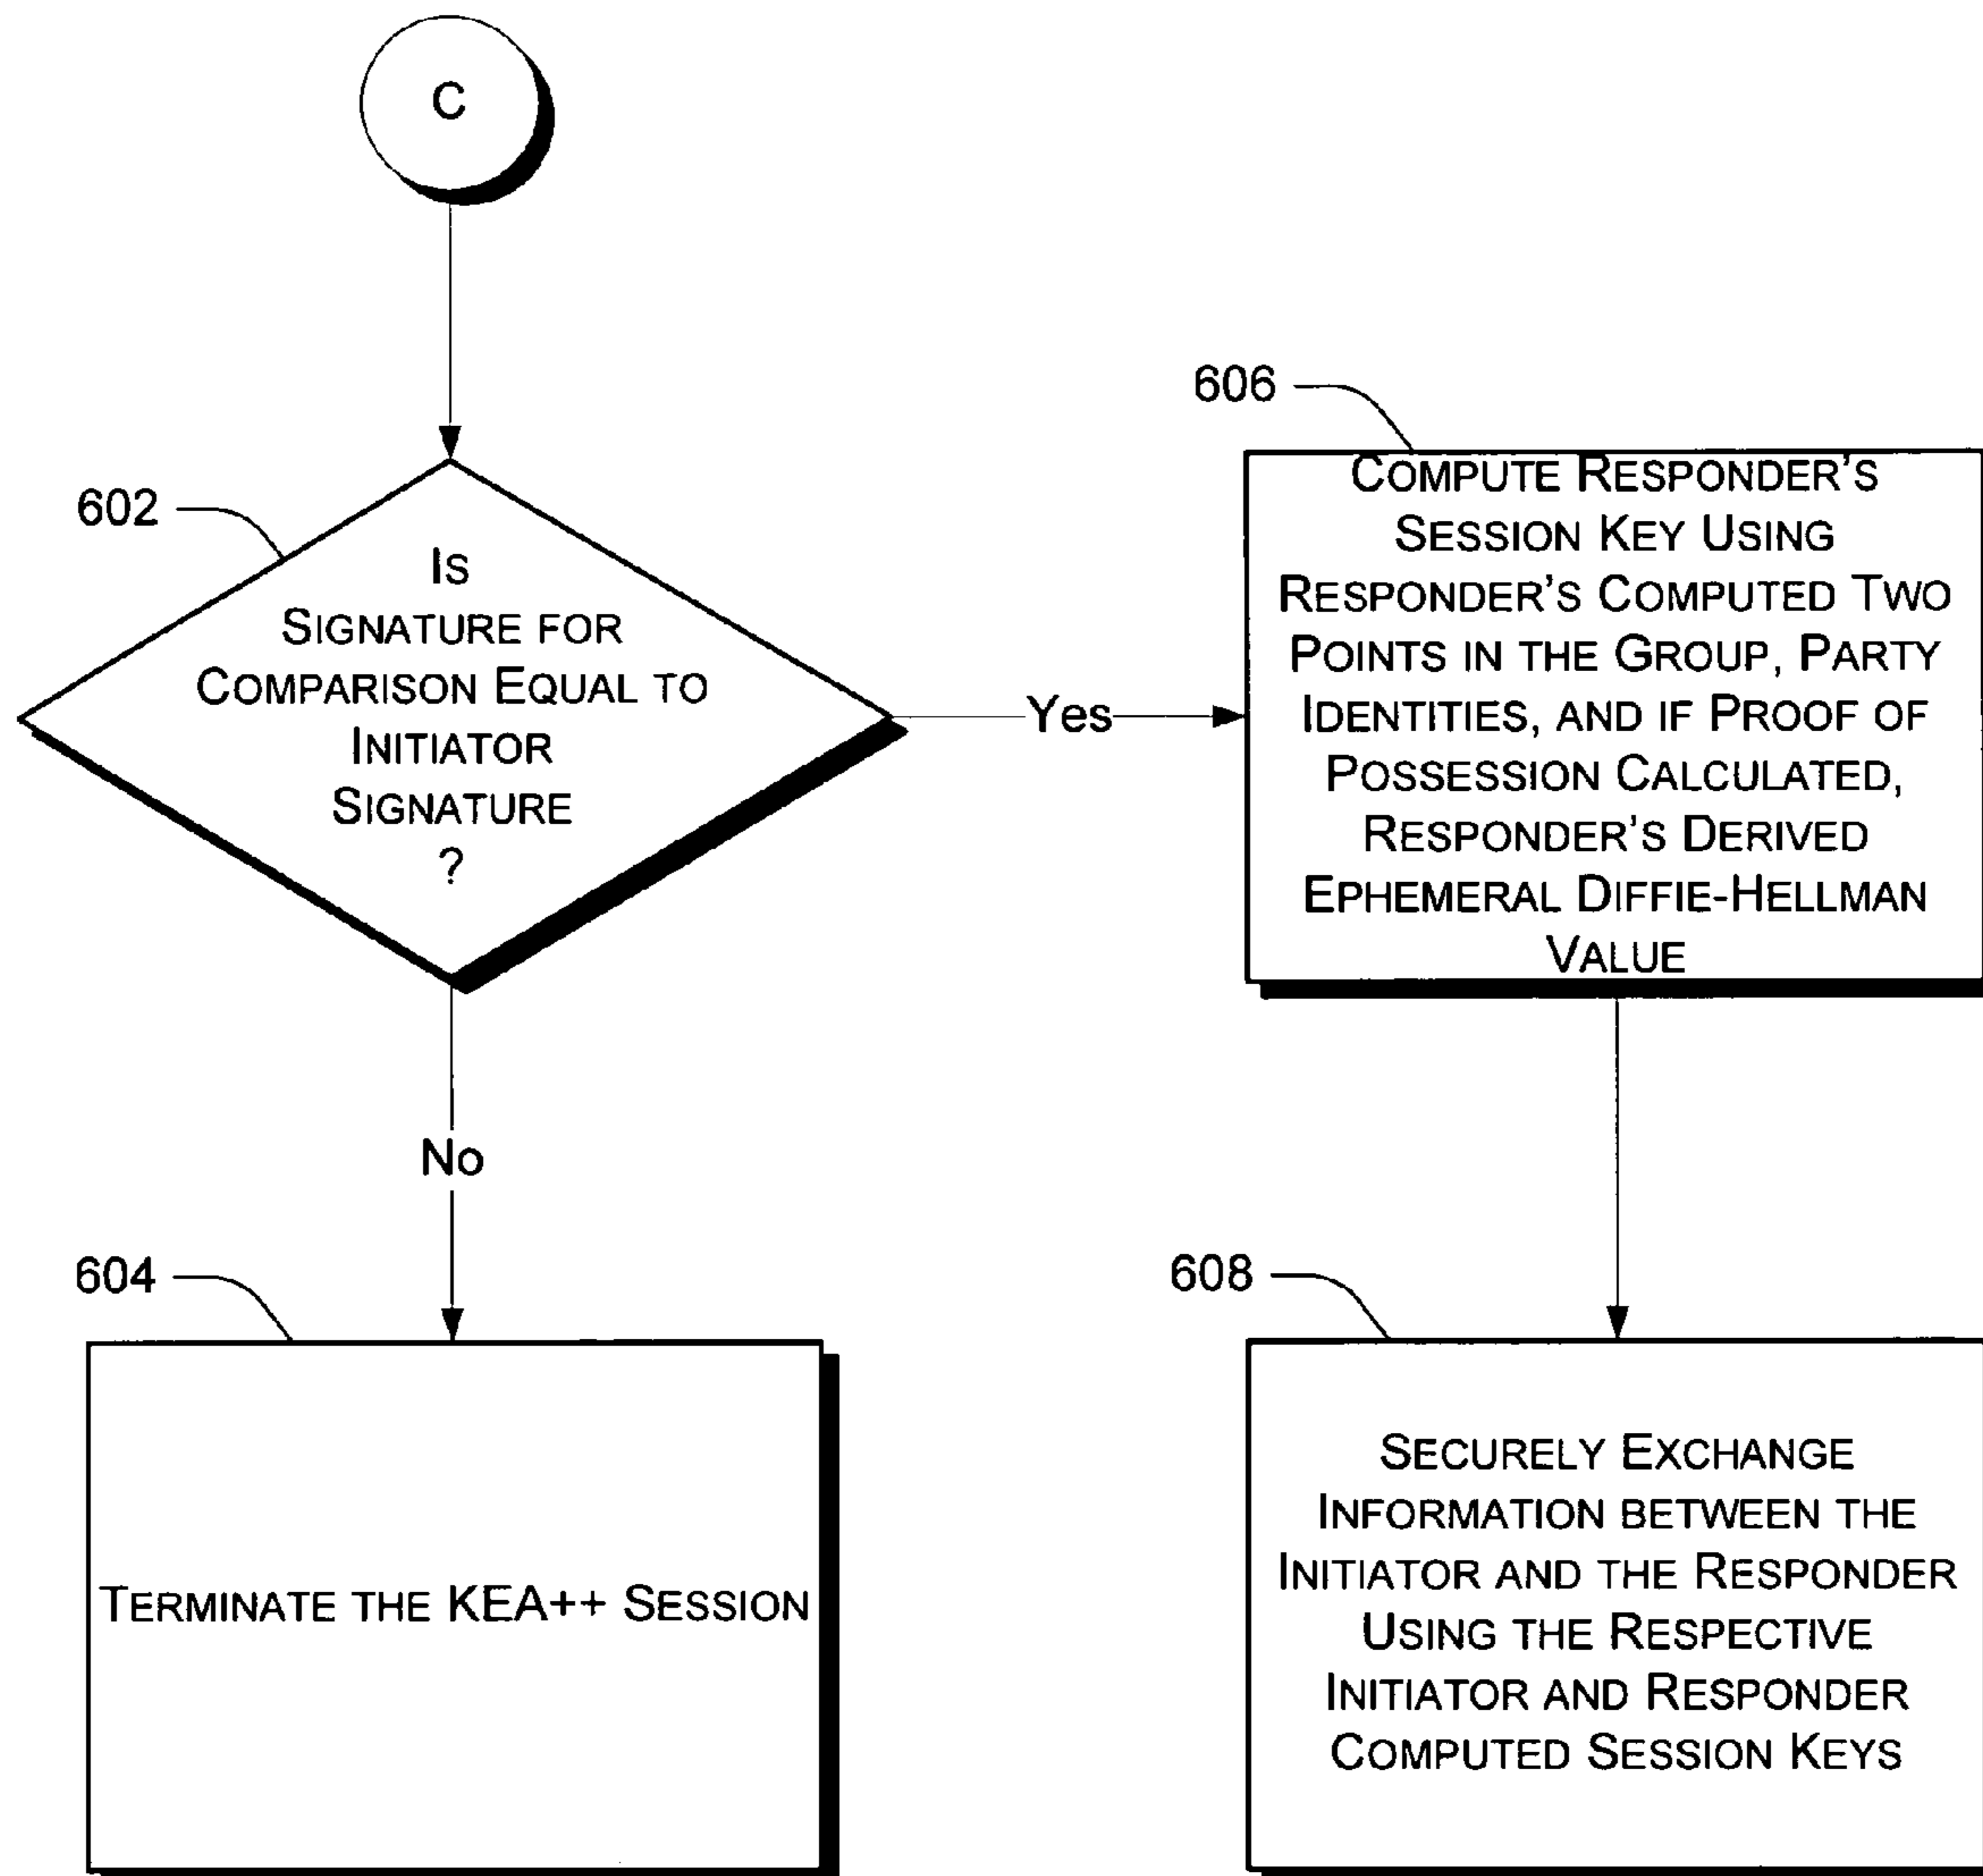 C
602
Is
Signature for
Comparison Equal to
Initiator
Signature
?
Yes
No
604
Terminate the KEA++ Session
606
Compute Responder's
Session Key Using
Responder's Computed Two
Points in the Group, Party
Identities, and if Proof of
Possession Calculated,
Responder's Derived
Ephemeral Diffie-Hellman
Value
608
Securely Exchange
Information between the
Initiator and the Responder
Using the Respective
Initiator and Responder
Computed Session Keys